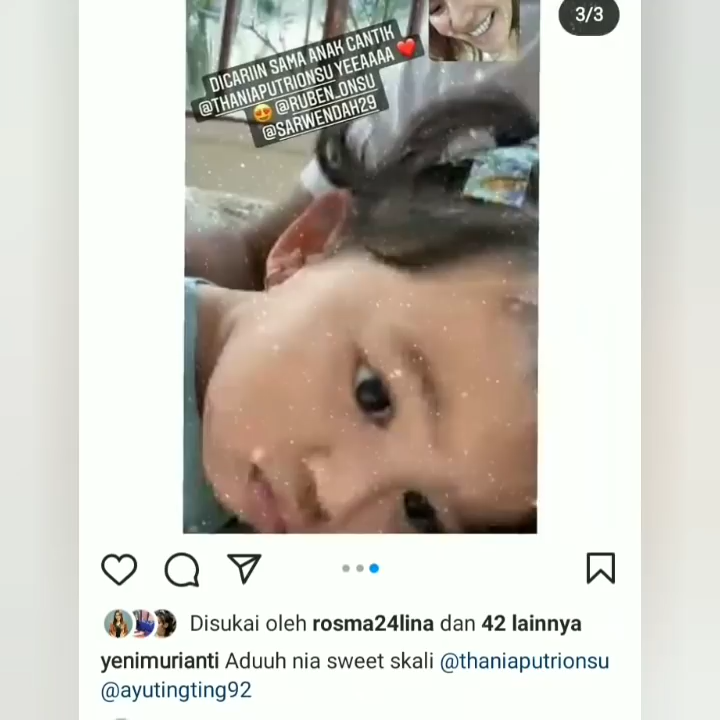 3/3
DICARIIN SAMA ANAK CANTIK
@THANIAPUTRIONSU YEEAAAA ❤️
😍 @RUBEN_ONSU
@SARWENDAH29
Disukai oleh rosma24lina dan 42 lainnya
yenimurianti Aduuh nia sweet skali @thaniaputrionsu
@ayutingting92